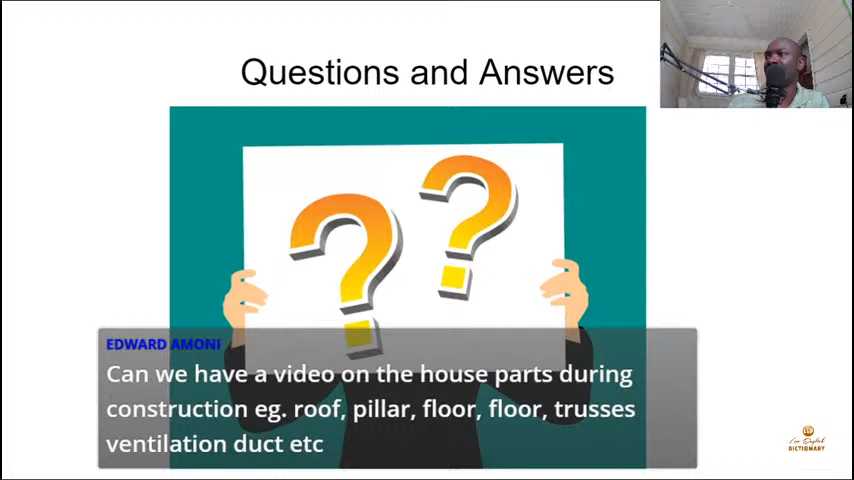 Questions and Answers
EDWARD AMONI
Can we have a video on the house parts during
construction eg. roof, pillar, floor, floor, trusses
ventilation duct etc
DICTIONARY